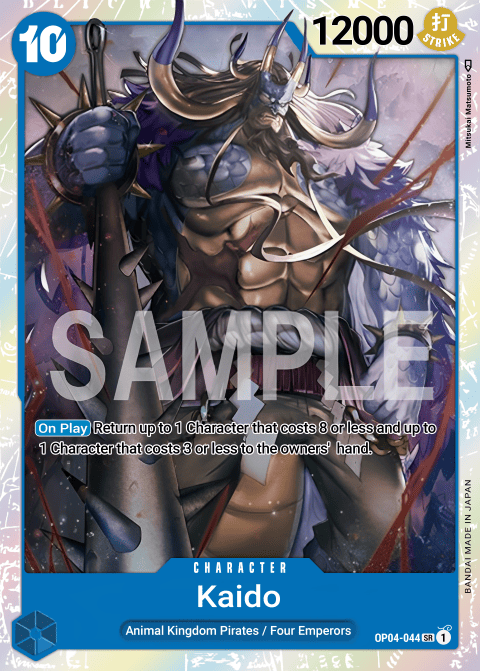 10
12000
打
STRIKE
Mitsukai Matsumoto
BANDAI MADE IN JAPAN
SAMPLE
On Play Return up to 1 Character that costs 8 or less and up to
1 Character that costs 3 or less to the owners' hand.
CHARACTER
Kaido
Animal Kingdom Pirates / Four Emperors
OP04-044 SR 1